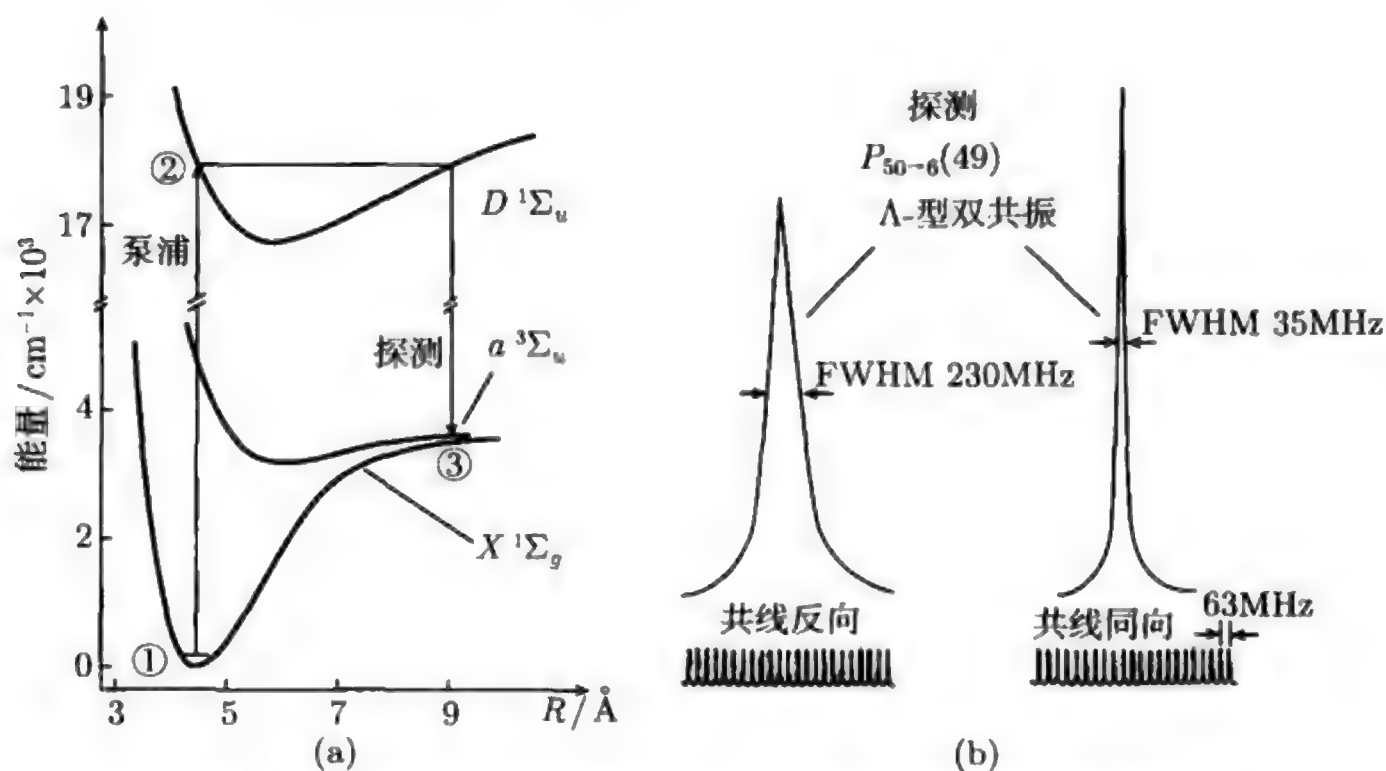 能量/cm⁻¹×10³
19
17
4
2
0
3
5
7
9
R/Å
②
泵浦
D ¹Σᵤ
探测
a ³Σᵤ
③
X ¹Σ_g
①
(a)
探测
P₅₀₋₆(49)
Λ-型双共振
FWHM 230MHz
FWHM 35MHz
共线反向
共线同向
63MHz
(b)